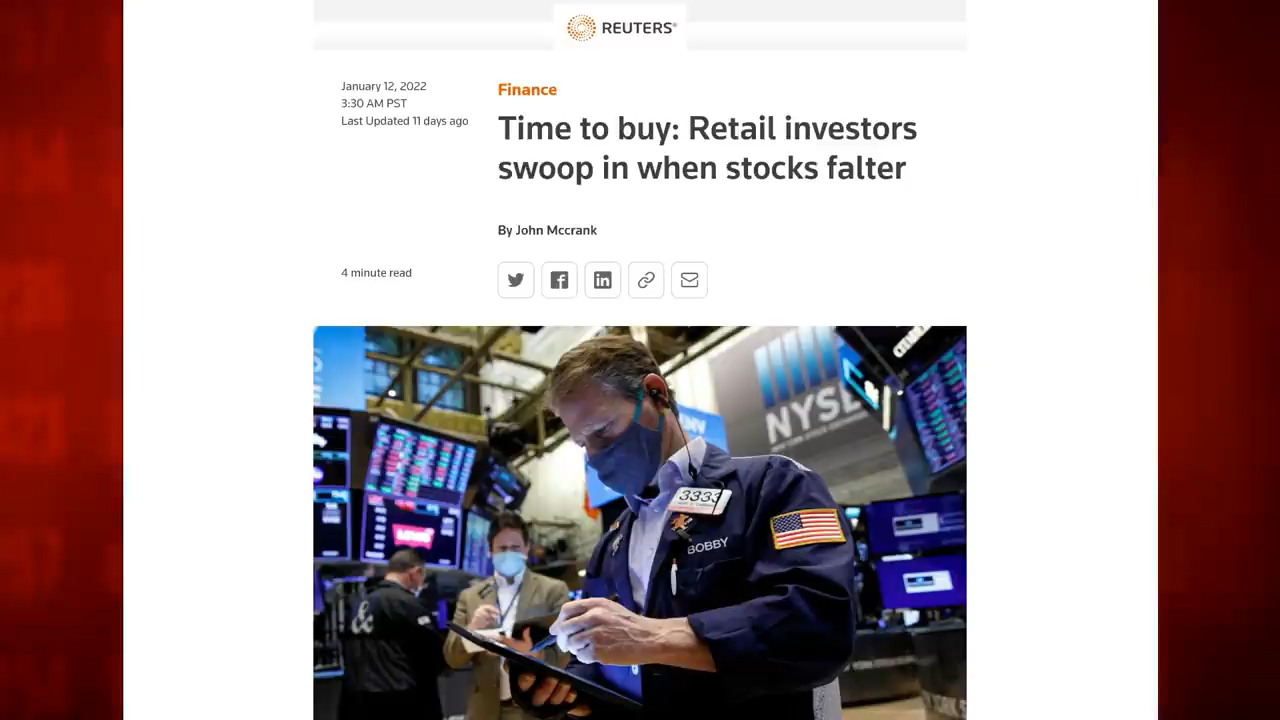 REUTERS®
January 12, 2022
3:30 AM PST
Last Updated 11 days ago
Finance
Time to buy: Retail investors
swoop in when stocks falter
By John Mccrank
4 minute read
NYSE
3333
BOBBY
&